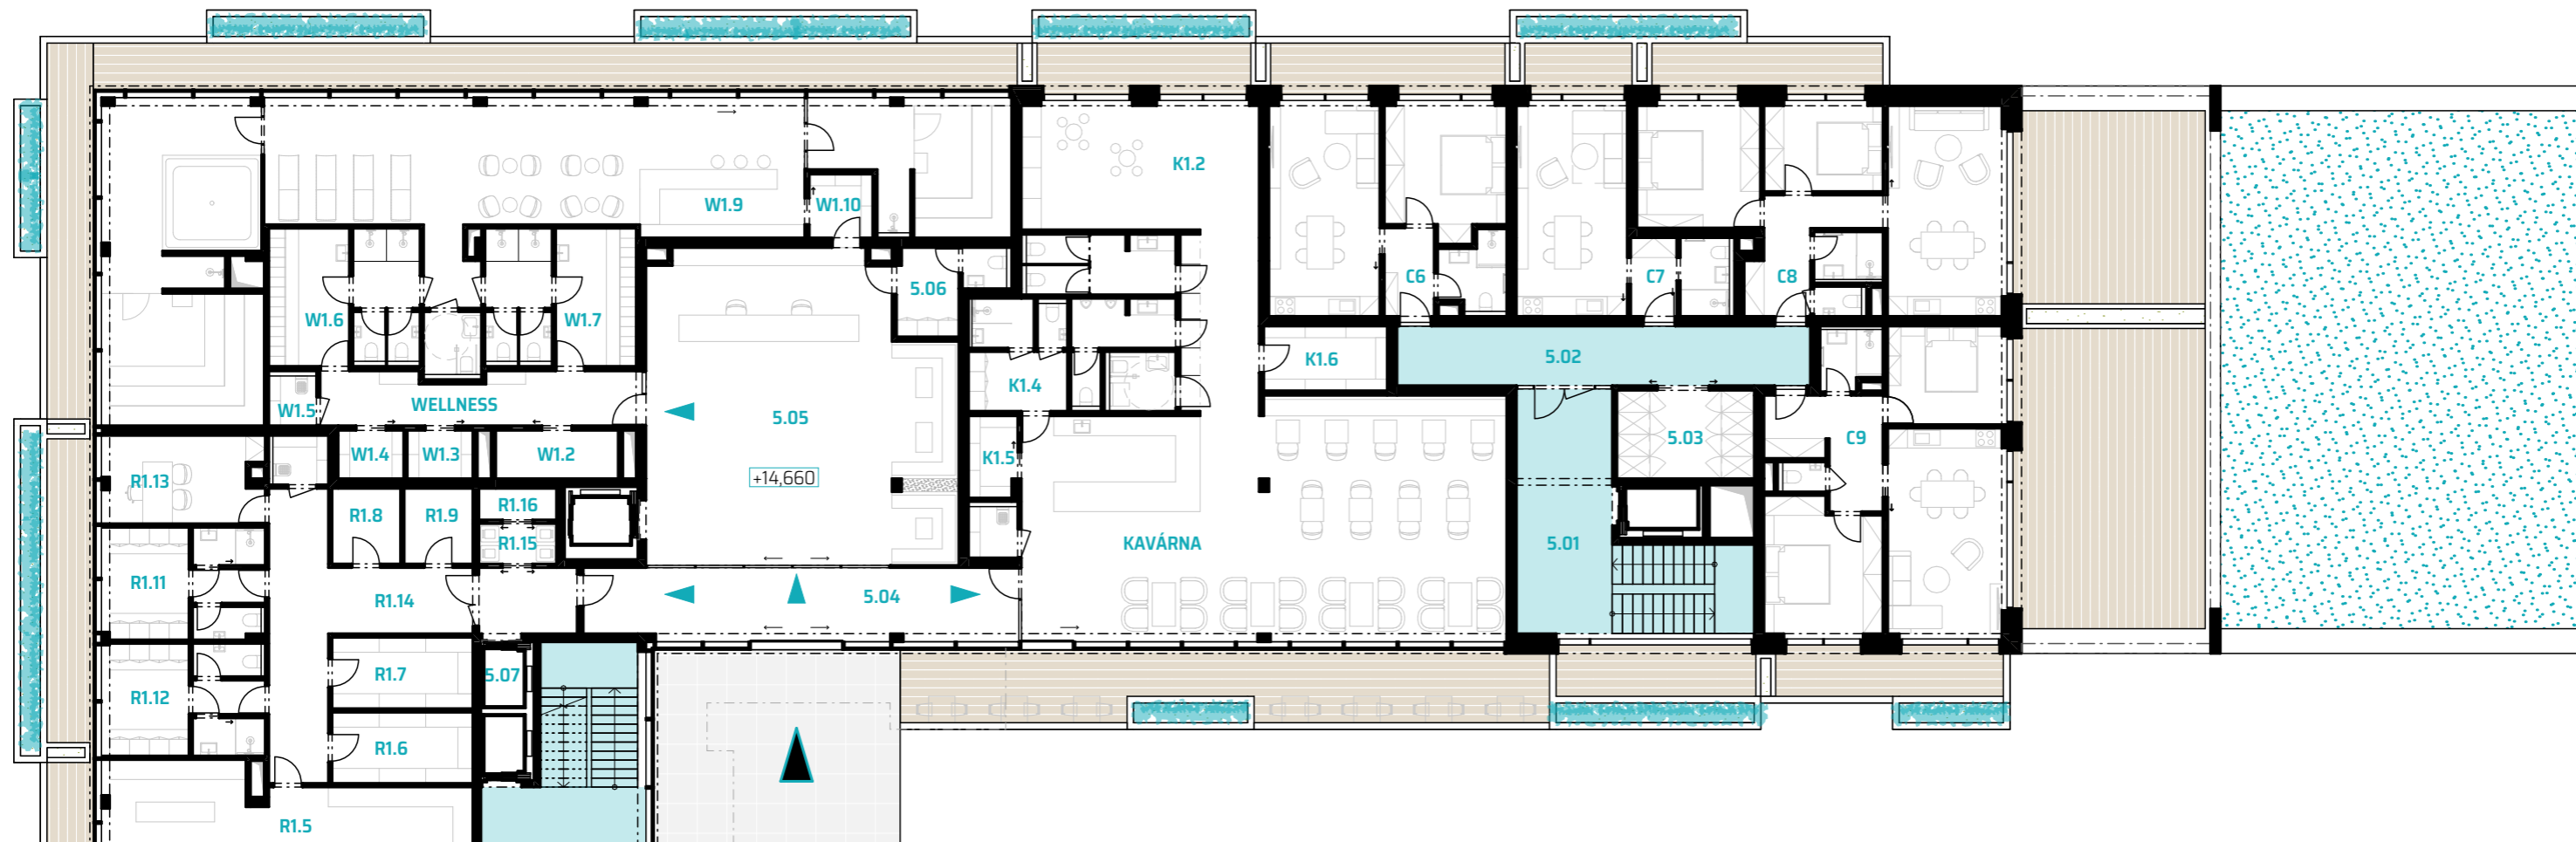 K1.2
W1.9
W1.10
5.06
C6
C7
C8
W1.6
W1.7
5.02
K1.6
K1.4
WELLNESS
W1.5
5.05
5.03
C9
W1.4
W1.3
W1.2
K1.5
R1.13
+14,660
R1.8
R1.9
R1.16
R1.15
KAVÁRNA
5.01
R1.11
R1.14
5.04
R1.7
5.07
R1.12
R1.6
R1.5